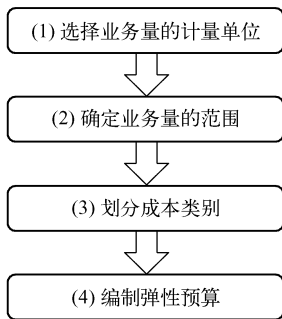 (1) 选择业务量的计量单位
(2) 确定业务量的范围
(3) 划分成本类别
(4) 编制弹性预算